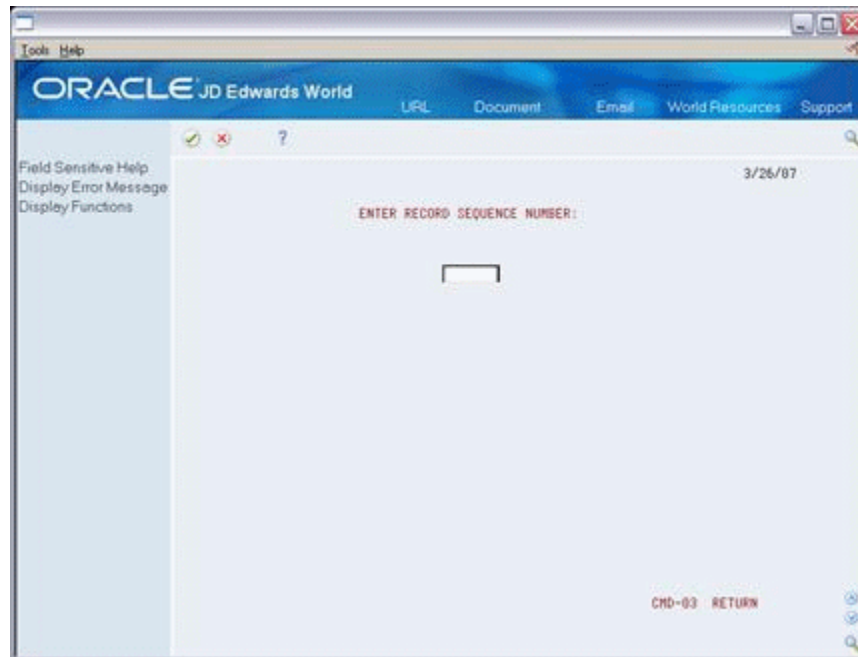 Tools Help
ORACLE JD Edwards World
URL Document Email World Resources Support
?
Field Sensitive Help
Display Error Message
Display Functions
3/26/07
ENTER RECORD SEQUENCE NUMBER:
CMD-03 RETURN